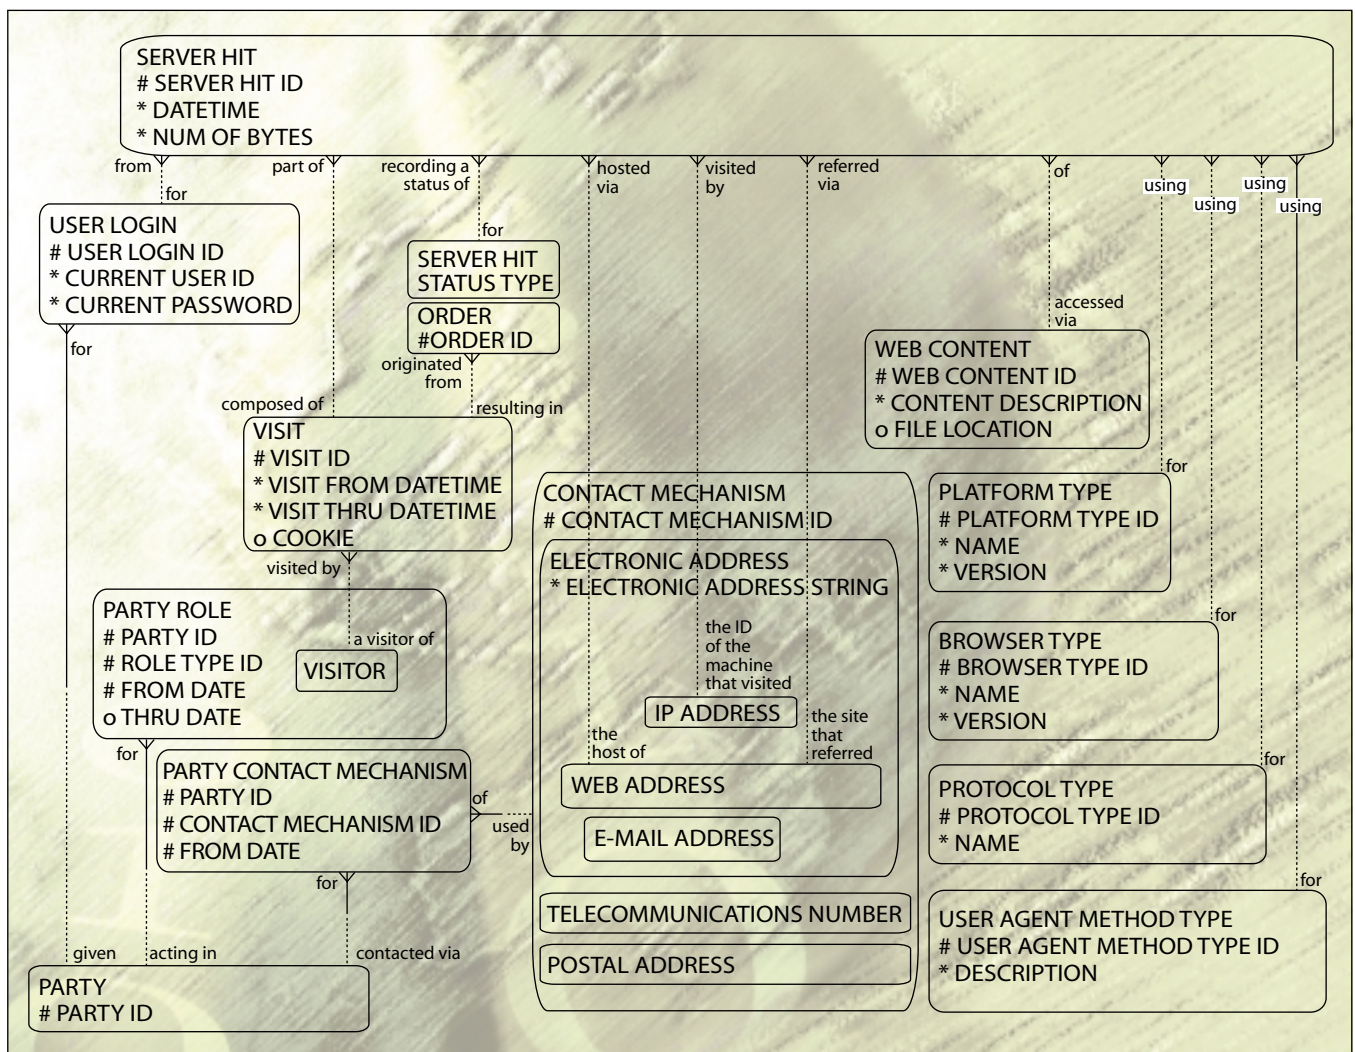 SERVER HIT
# SERVER HIT ID
* DATETIME
* NUM OF BYTES
from
part of
recording a
status of
hosted
via
visited
by
referred
via
of
using
using
using
using
for
USER LOGIN
# USER LOGIN ID
* CURRENT USER ID
* CURRENT PASSWORD
for
for
SERVER HIT
STATUS TYPE
ORDER
#ORDER ID
originated
from
resulting in
accessed
via
WEB CONTENT
# WEB CONTENT ID
* CONTENT DESCRIPTION
o FILE LOCATION
composed of
VISIT
# VISIT ID
* VISIT FROM DATETIME
* VISIT THRU DATETIME
o COOKIE
visited by
PARTY ROLE
# PARTY ID
# ROLE TYPE ID
# FROM DATE
o THRU DATE
a visitor of
VISITOR
for
PARTY CONTACT MECHANISM
# PARTY ID
# CONTACT MECHANISM ID
# FROM DATE
of
used
by
for
given
acting in
contacted via
PARTY
# PARTY ID
CONTACT MECHANISM
# CONTACT MECHANISM ID
ELECTRONIC ADDRESS
* ELECTRONIC ADDRESS STRING
the ID
of the
machine
that visited
IP ADDRESS
the
host of
the site
that
referred
WEB ADDRESS
E-MAIL ADDRESS
TELECOMMUNICATIONS NUMBER
POSTAL ADDRESS
for
PLATFORM TYPE
# PLATFORM TYPE ID
* NAME
* VERSION
for
BROWSER TYPE
# BROWSER TYPE ID
* NAME
* VERSION
for
PROTOCOL TYPE
# PROTOCOL TYPE ID
* NAME
for
USER AGENT METHOD TYPE
# USER AGENT METHOD TYPE ID
* DESCRIPTION